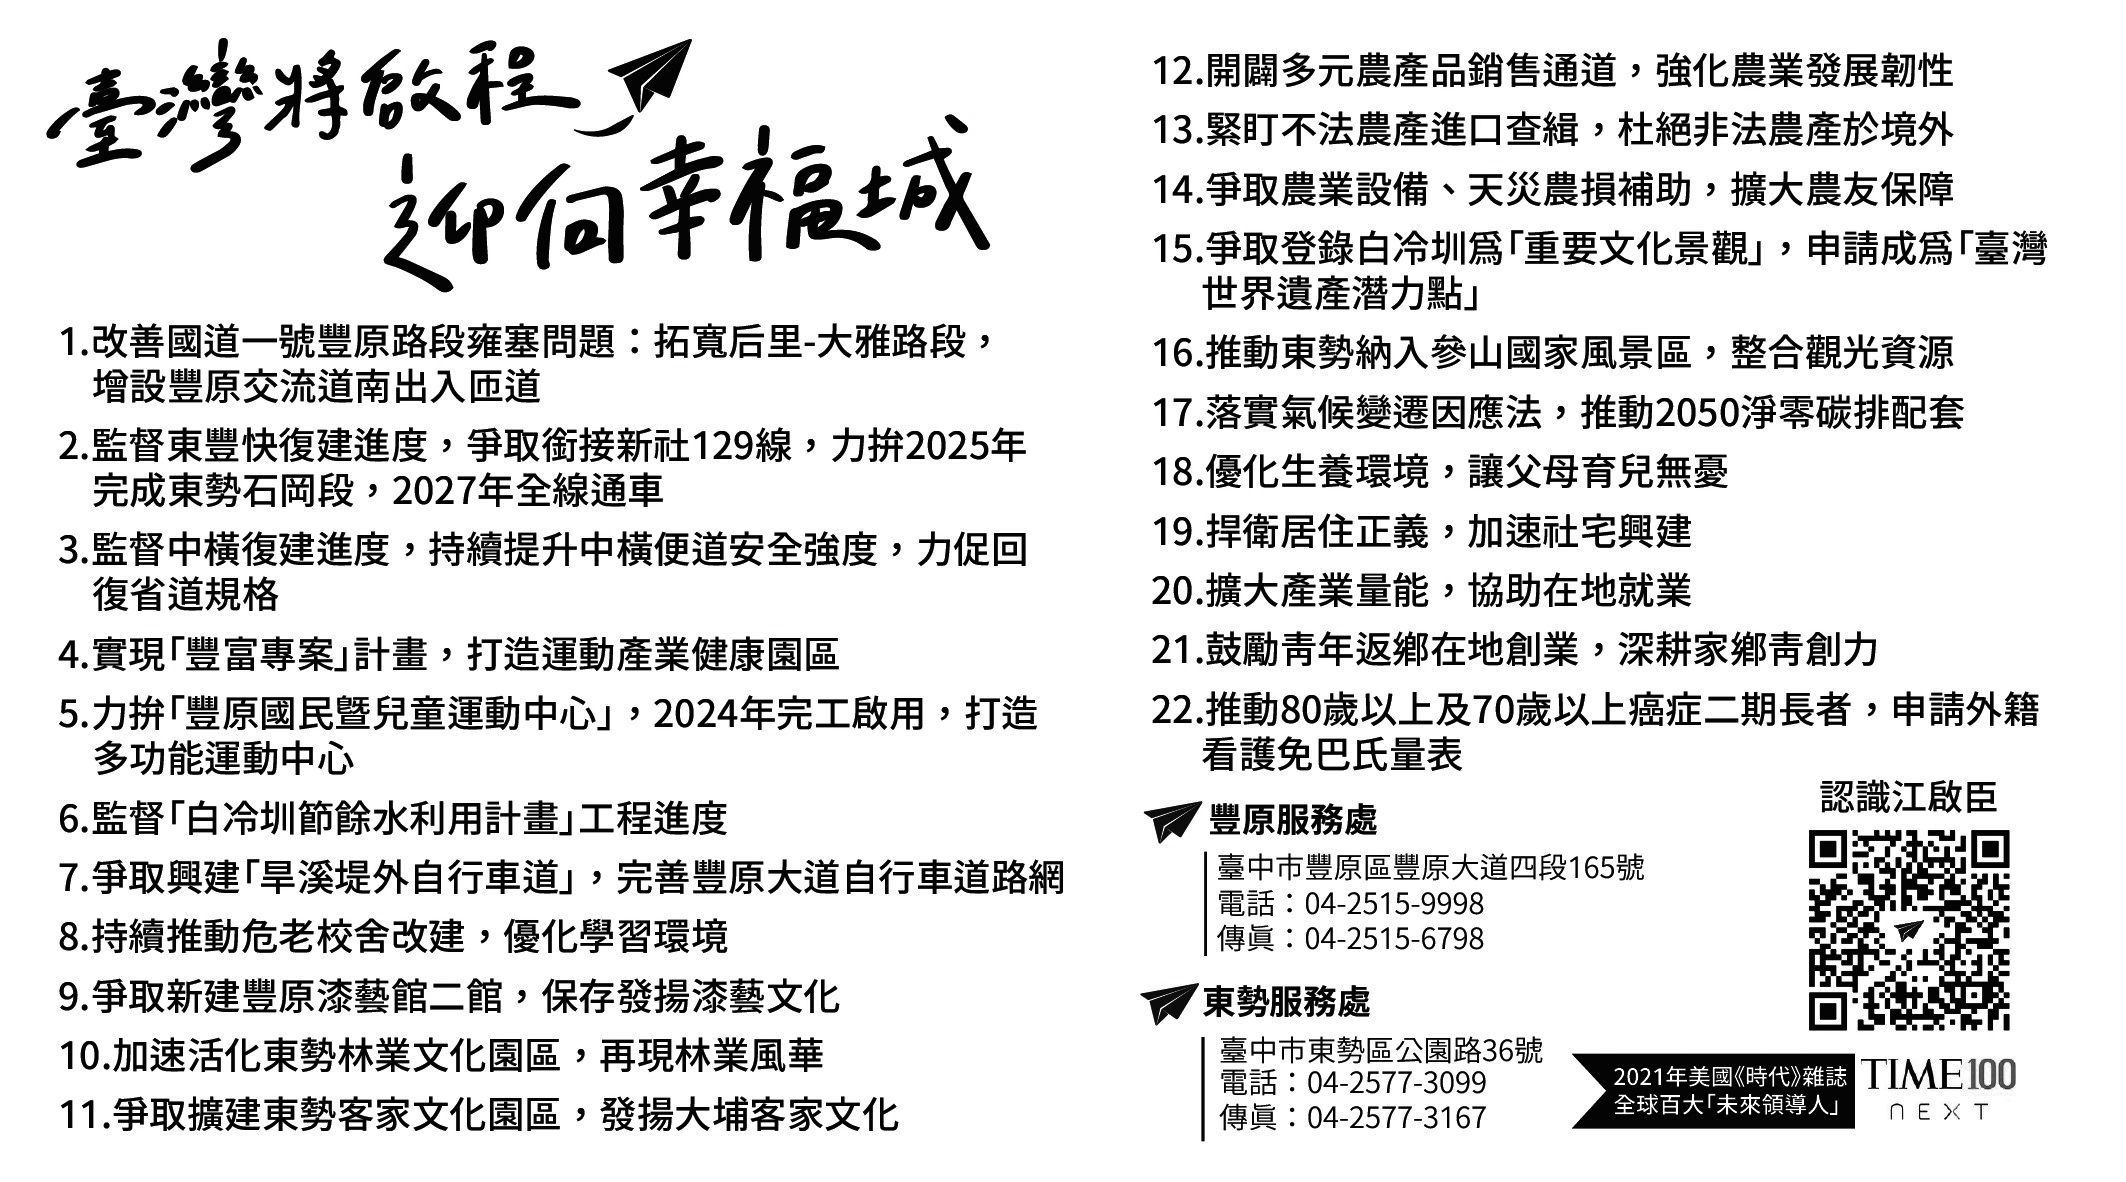 臺灣將啟程
迎向幸福城
1.改善國道一號豐原路段雍塞問題：拓寬后里-大雅路段，
增設豐原交流道南出入匝道
2.監督東豐快復建進度，爭取銜接新社129線，力拚2025年
完成東勢石岡段，2027年全線通車
3.監督中橫復建進度，持續提升中橫便道安全強度，力促回
復省道規格
4.實現「豐富專案」計畫，打造運動產業健康園區
5.力拚「豐原國民暨兒童運動中心」，2024年完工啟用，打造
多功能運動中心
6.監督「白冷圳節餘水利用計畫」工程進度
7.爭取興建「旱溪堤外自行車道」，完善豐原大道自行車道路網
8.持續推動危老校舍改建，優化學習環境
9.爭取新建豐原漆藝館二館，保存發揚漆藝文化
10.加速活化東勢林業文化園區，再現林業風華
11.爭取擴建東勢客家文化園區，發揚大埔客家文化
12.開闢多元農產品銷售通道，強化農業發展韌性
13.緊盯不法農產進口查緝，杜絕非法農產於境外
14.爭取農業設備、天災農損補助，擴大農友保障
15.爭取登錄白冷圳為「重要文化景觀」，申請成為「臺灣
世界遺產潛力點」
16.推動東勢納入參山國家風景區，整合觀光資源
17.落實氣候變遷因應法，推動2050淨零碳排配套
18.優化生養環境，讓父母育兒無憂
19.捍衛居住正義，加速社宅興建
20.擴大產業量能，協助在地就業
21.鼓勵青年返鄉在地創業，深耕家鄉青創力
22.推動80歲以上及70歲以上癌症二期長者，申請外籍
看護免巴氏量表
豐原服務處
臺中市豐原區豐原大道四段165號
電話：04-2515-9998
傳真：04-2515-6798
東勢服務處
臺中市東勢區公園路36號
電話：04-2577-3099
傳真：04-2577-3167
認識江啟臣
2021年美國《時代》雜誌
全球百大「未來領導人」
TIME100
NEXT